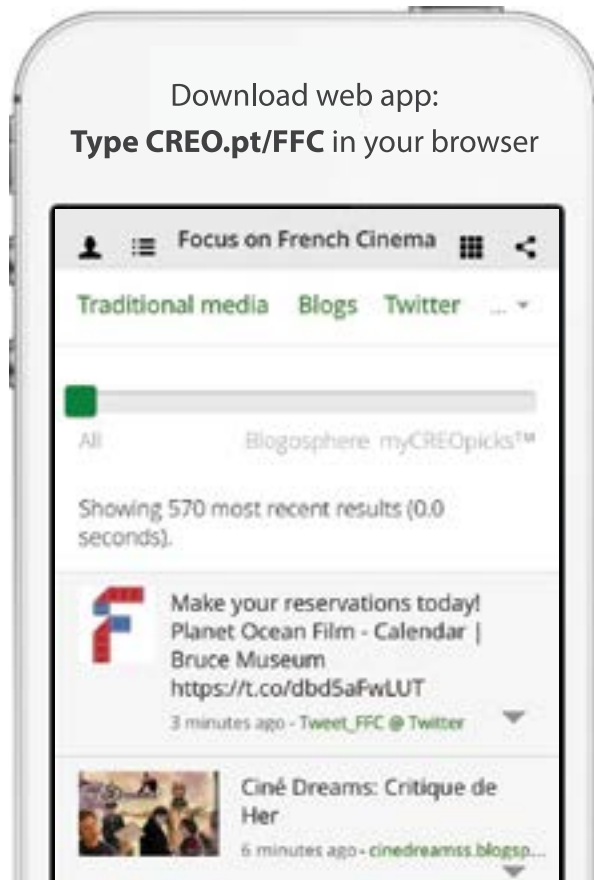 Download web app:
Type CREO.pt/FFC in your browser
Focus on French Cinema
Traditional media Blogs Twitter ...
All Blogosphere myCREOpicks™
Showing 570 most recent results (0.0
seconds).
F
Make your reservations today!
Planet Ocean Film - Calendar |
Bruce Museum
https://t.co/dbd5aFwLUT
3 minutes ago - Tweet_FFC @ Twitter
Ciné Dreams: Critique de
Her
6 minutes ago - cinedreamss.blogsp...